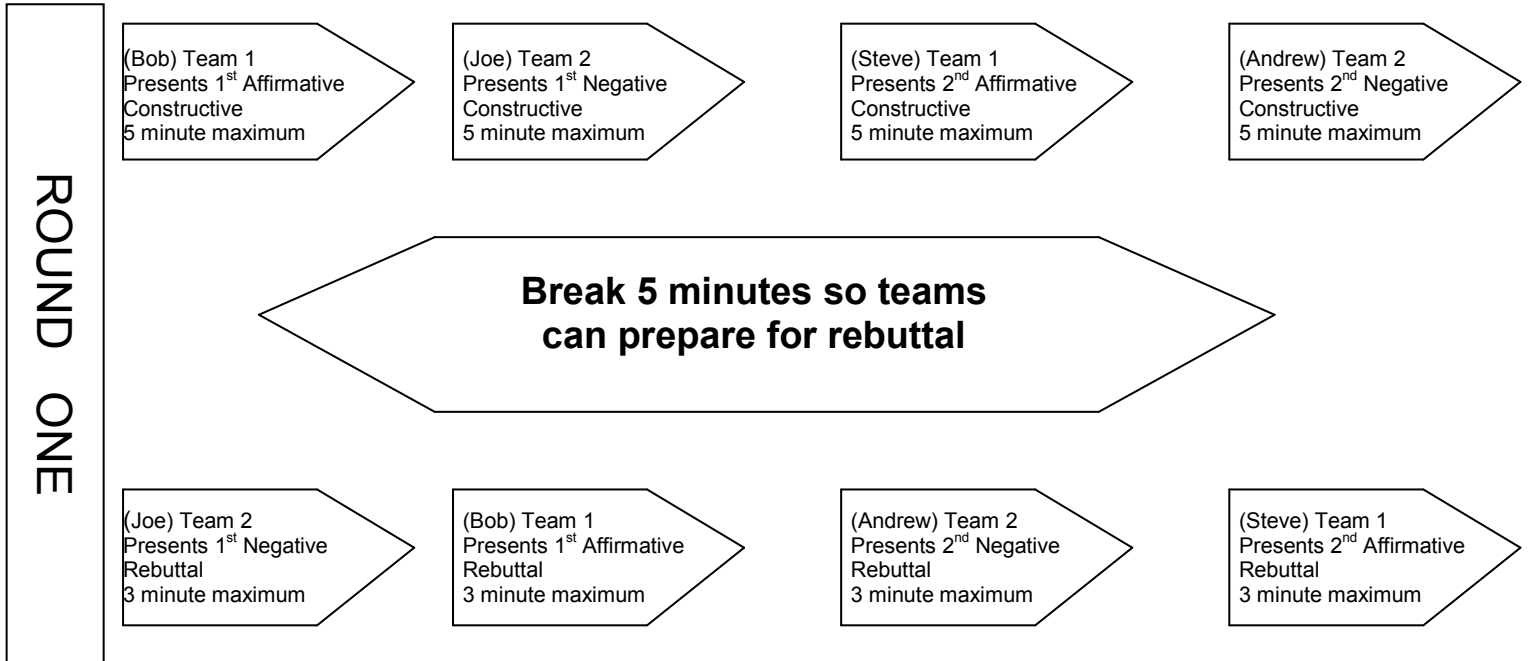 ROUND ONE
(Bob) Team 1
Presents 1st Affirmative
Constructive
5 minute maximum
(Joe) Team 2
Presents 1st Negative
Constructive
5 minute maximum
(Steve) Team 1
Presents 2nd Affirmative
Constructive
5 minute maximum
(Andrew) Team 2
Presents 2nd Negative
Constructive
5 minute maximum
Break 5 minutes so teams
can prepare for rebuttal
(Joe) Team 2
Presents 1st Negative
Rebuttal
3 minute maximum
(Bob) Team 1
Presents 1st Affirmative
Rebuttal
3 minute maximum
(Andrew) Team 2
Presents 2nd Negative
Rebuttal
3 minute maximum
(Steve) Team 1
Presents 2nd Affirmative
Rebuttal
3 minute maximum